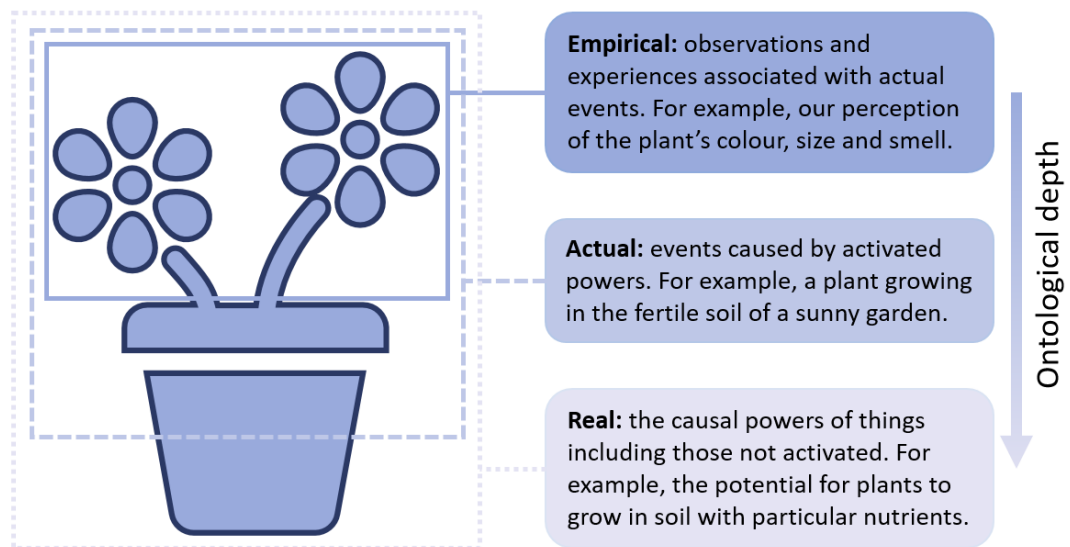 Empirical: observations and
experiences associated with actual
events. For example, our perception
of the plant’s colour, size and smell.
Actual: events caused by activated
powers. For example, a plant growing
in the fertile soil of a sunny garden.
Real: the causal powers of things
including those not activated. For
example, the potential for plants to
grow in soil with particular nutrients.
Ontological depth